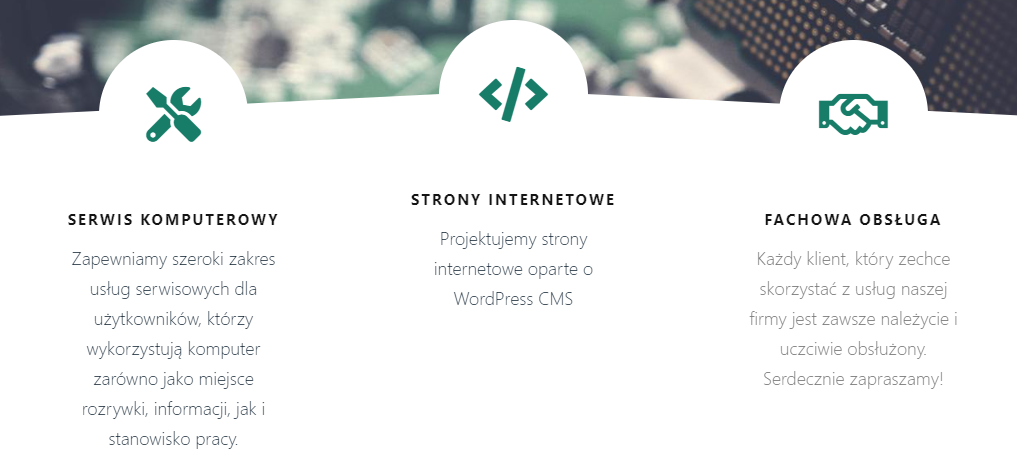 SERWIS KOMPUTEROWY
Zapewniamy szeroki zakres
usług serwisowych dla
użytkowników, którzy
wykorzystują komputer
zarówno jako miejsce
rozrywki, informacji, jak i
stanowisko pracy.
STRONY INTERNETOWE
Projektujemy strony
internetowe oparte o
WordPress CMS
FACHOWA OBSŁUGA
Każdy klient, który zechce
skorzystać z usług naszej
firmy jest zawsze należycie i
uczciwie obsłużony.
Serdecznie zapraszamy!